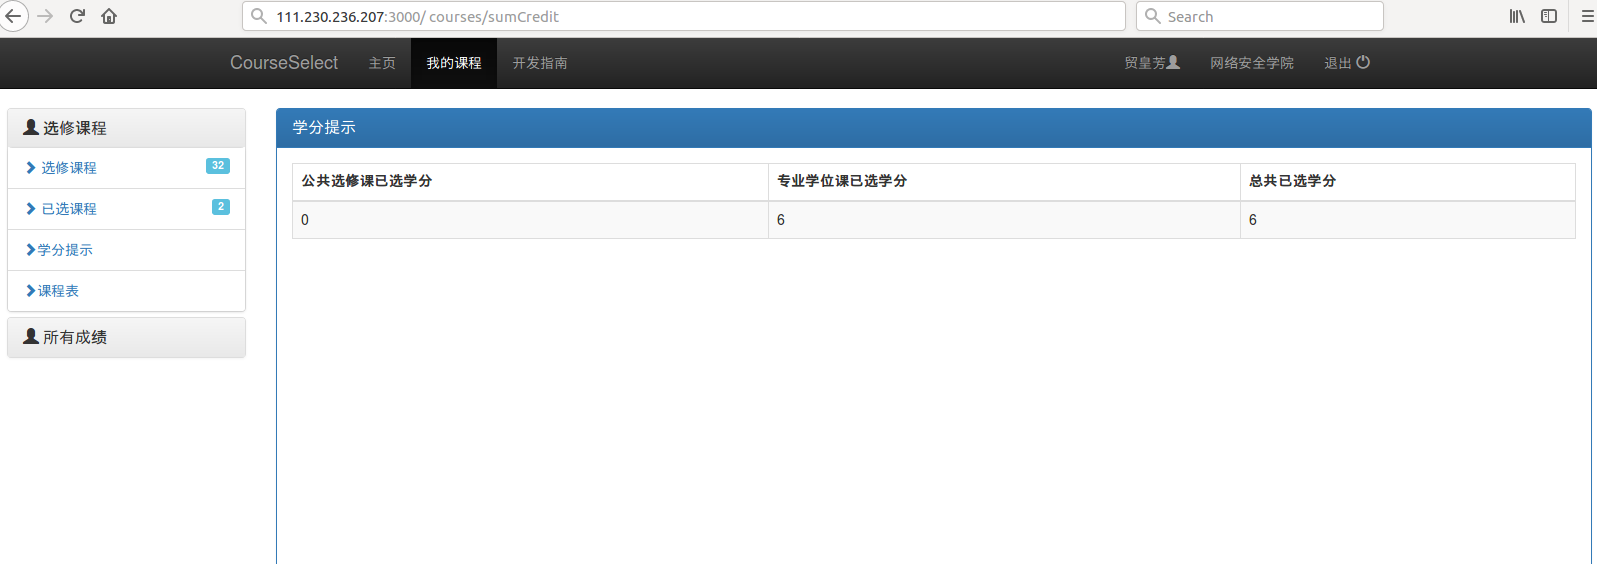 111.230.236.207:3000/ courses/sumCredit
Search
CourseSelect 主页 我的课程 开发指南 贸皇芳 网络安全学院 退出
选修课程
选修课程 32
已选课程 2
学分提示
课程表
所有成绩
学分提示
公共选修课已选学分 专业学位课已选学分 总共已选学分
0 6 6